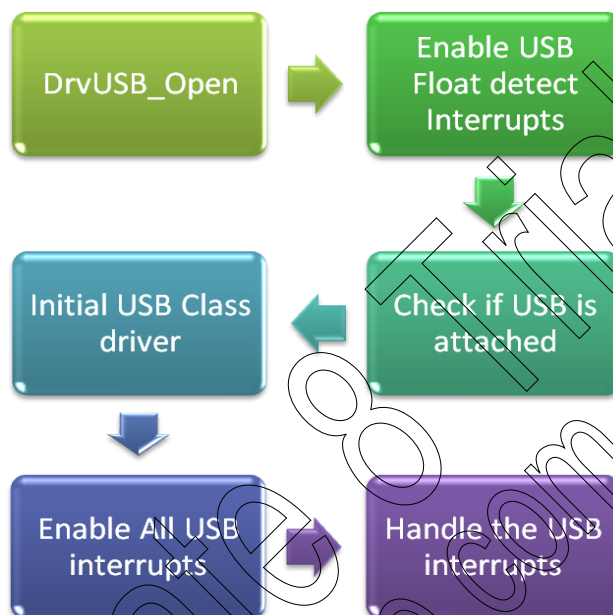 DrvUSB_Open
Enable USB
Float detect
Interrupts
Check if USB is
attached
Initial USB Class
driver
Enable All USB
interrupts
Handle the USB
interrupts